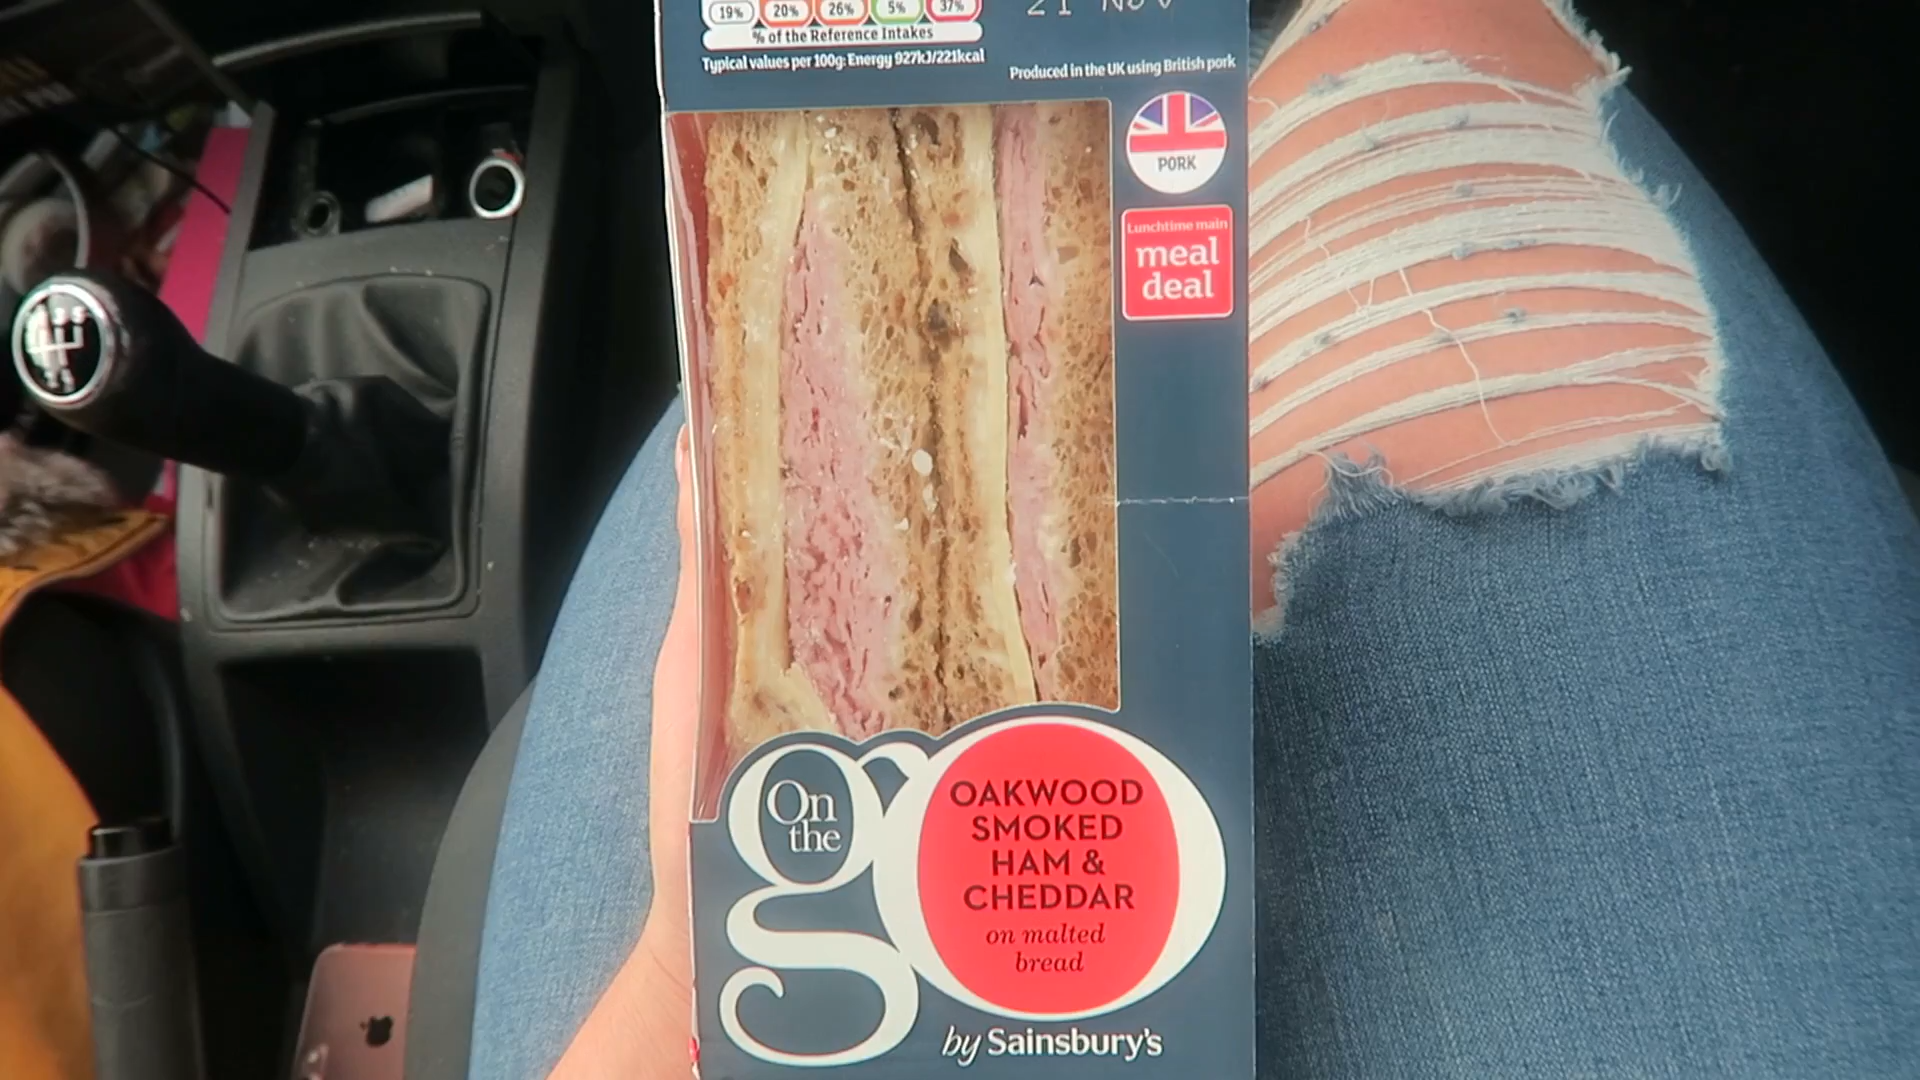 19% 20% 26% 5% 37%
% of the Reference Intakes
Typical values per 100g: Energy 927kJ/221kcal
21 NOV
Produced in the UK using British pork
PORK
Lunchtime main
meal
deal
On
the
go
OAKWOOD
SMOKED
HAM &
CHEDDAR
on malted
bread
by Sainsbury's